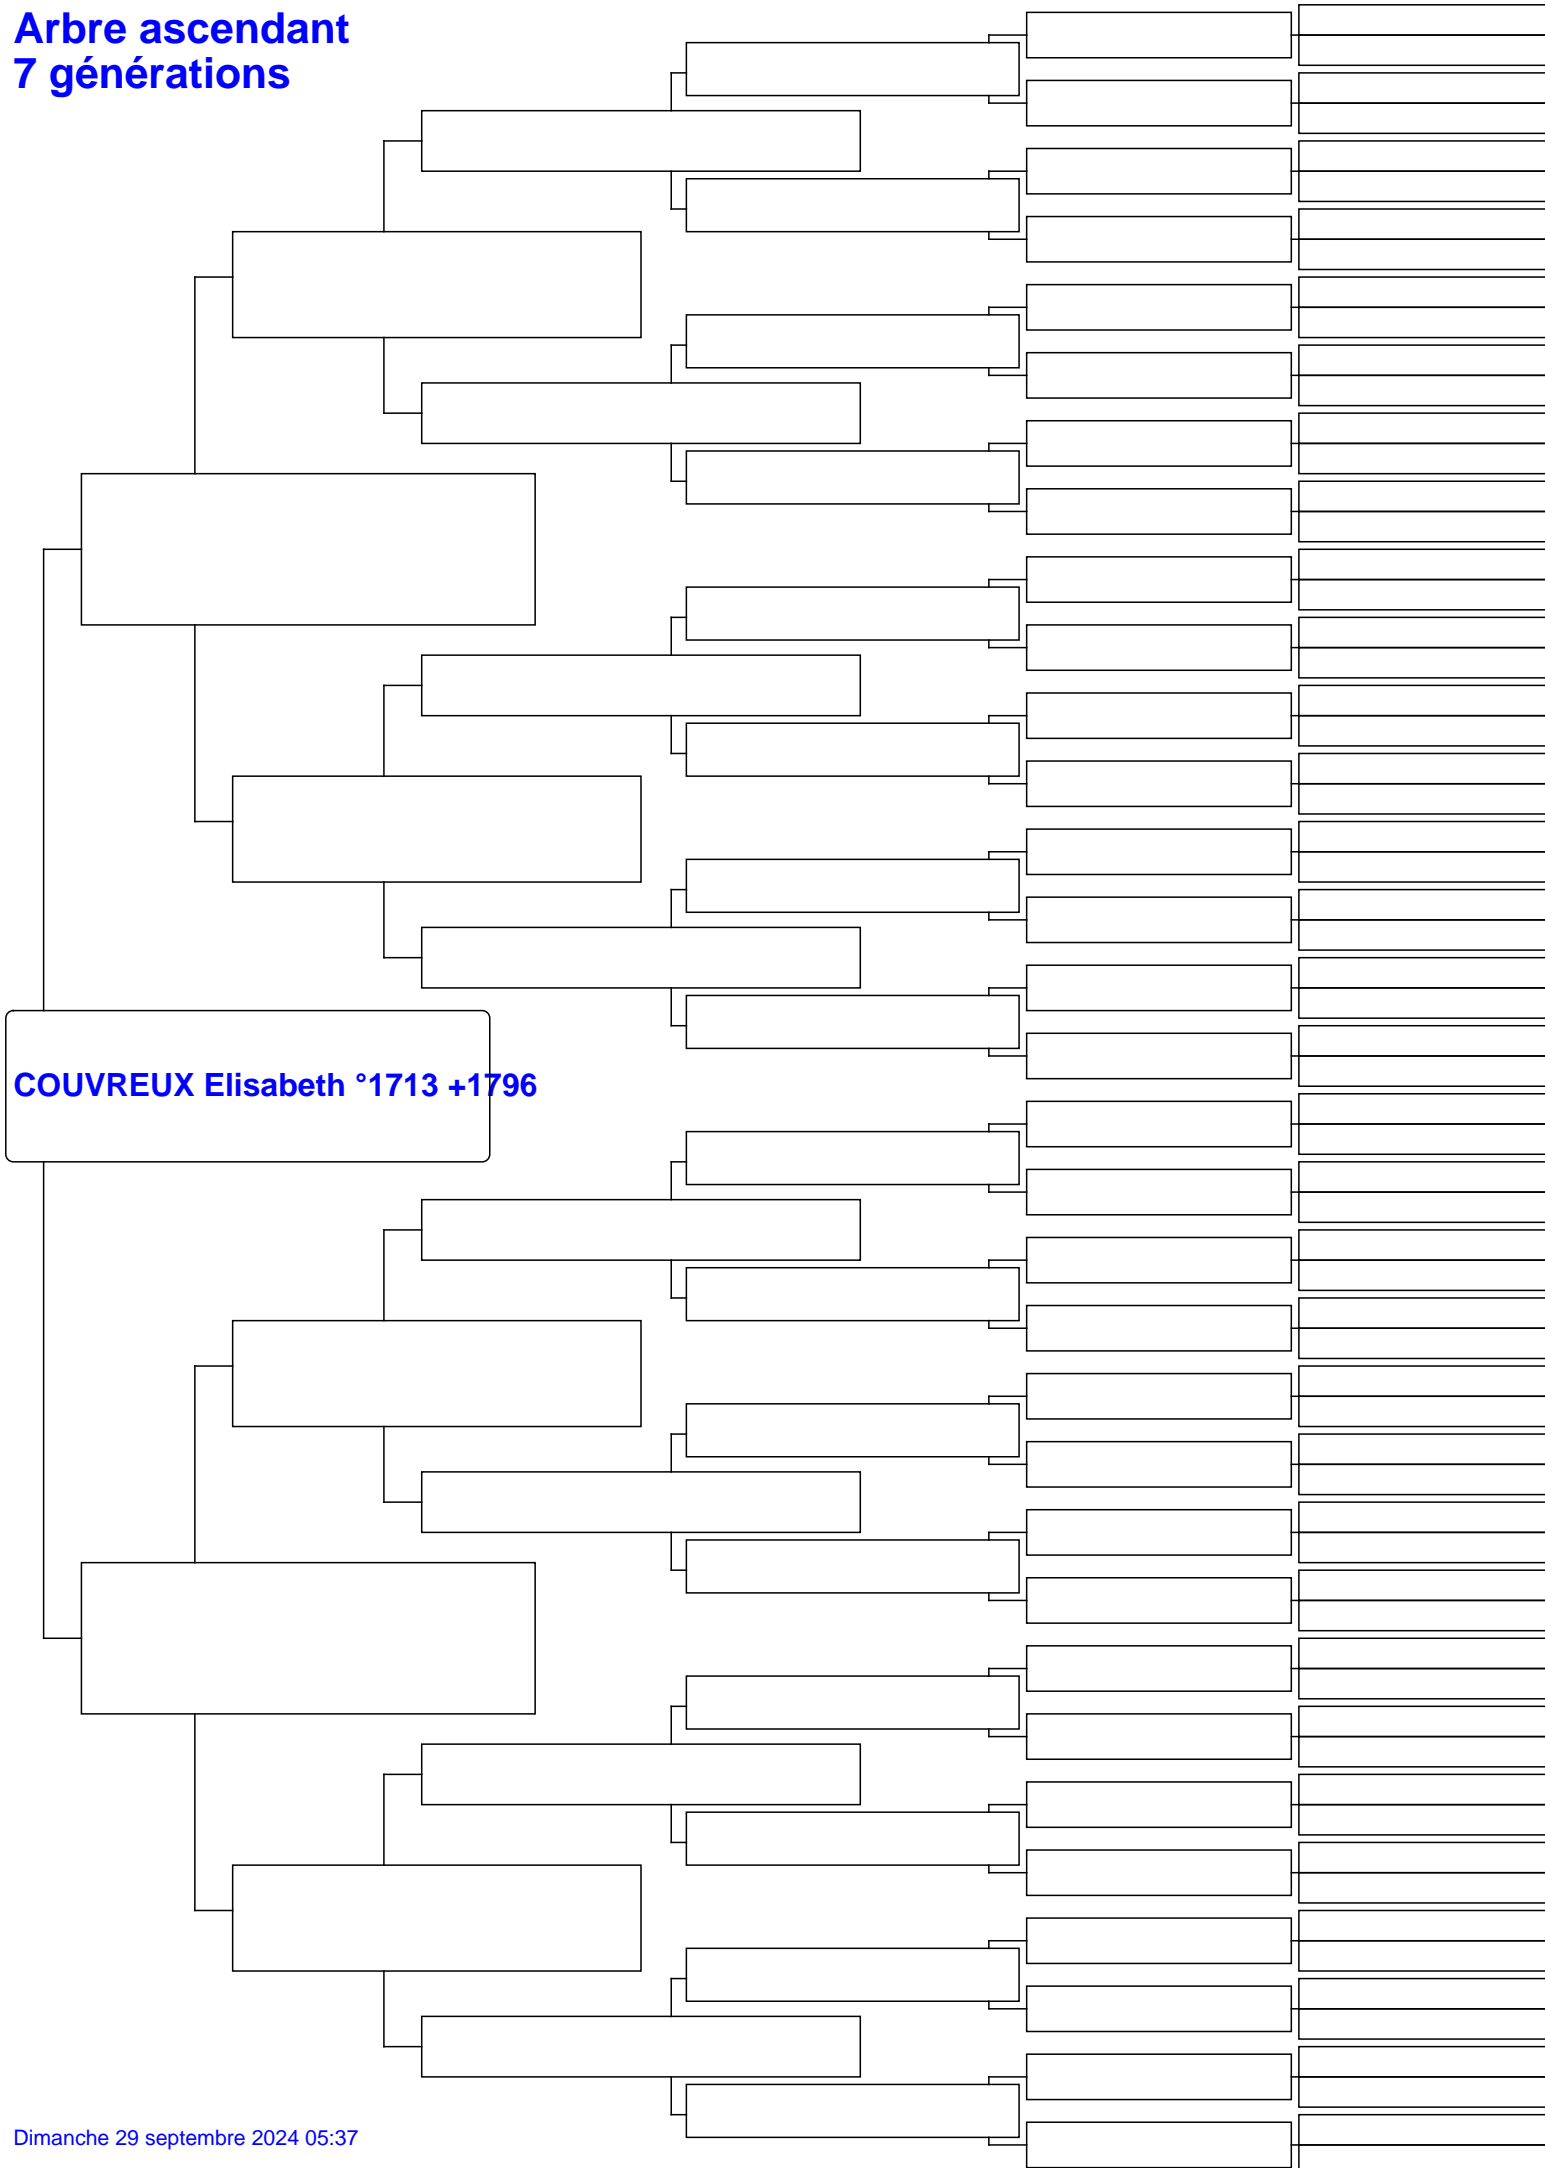 Arbre ascendant
7 générations
COUVREUX Elisabeth °1713 +1796
Dimanche 29 septembre 2024 05:37